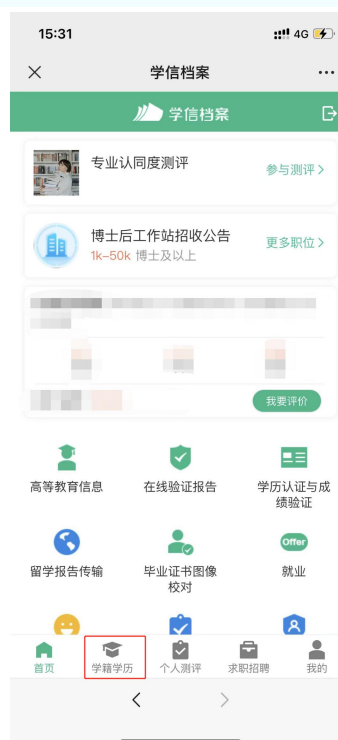 15:31
4G
学信档案
学信档案
专业认同度测评
参与测评
博士后工作站招收公告
更多职位
1k–50k 博士及以上
我要评价
高等教育信息
在线验证报告
学历认证与成
绩验证
Offer
留学报告传输
毕业证书图像
校对
就业
首页
学籍学历
个人测评
求职招聘
我的